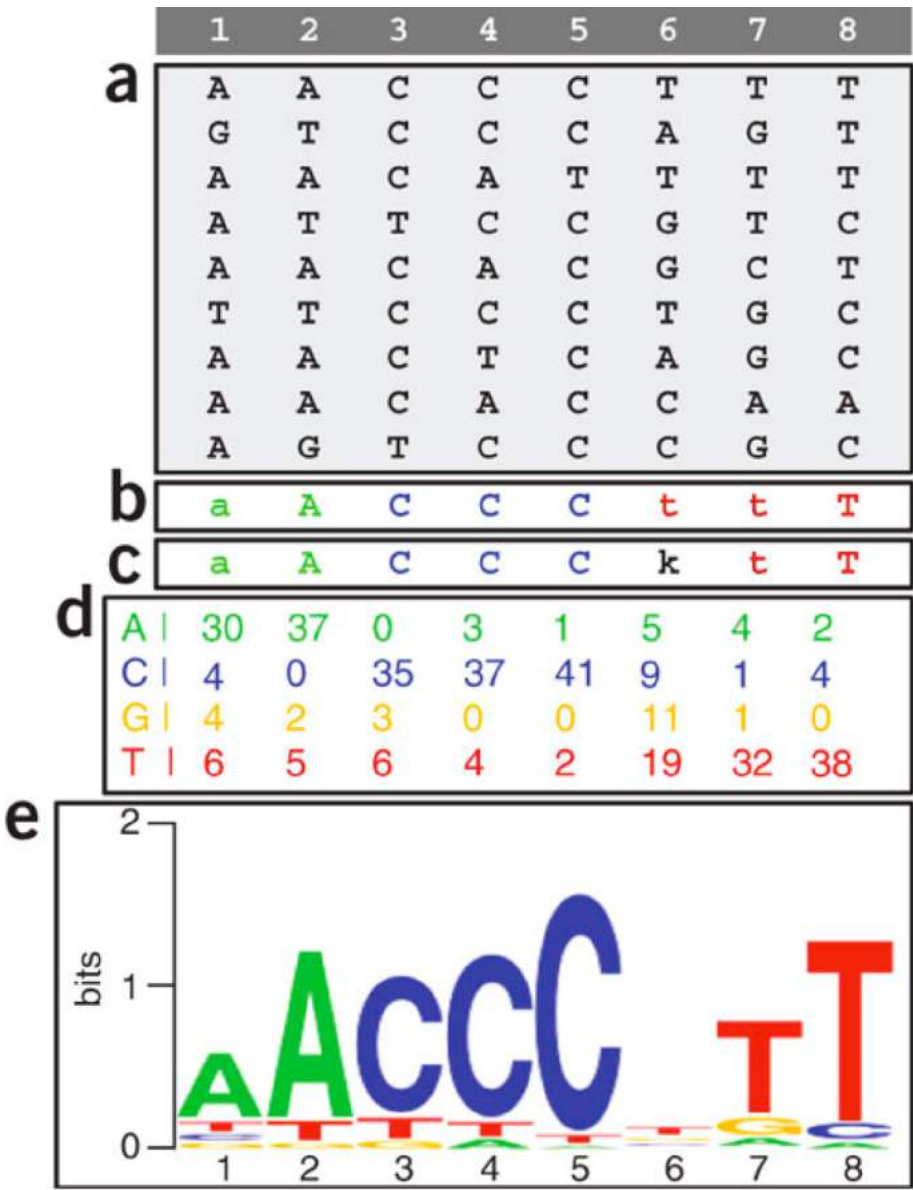 1 2 3 4 5 6 7 8
a
A A C C C T T T
G T C C C A G T
A A C A T T T T
A T T C C G T C
A A C A C G C T
T T C C C T G C
A A C T C A G C
A A C A C C A A
A G T C C C G C
b a A C C C t t T
c a A C C C k t T
d
A | 30 37 0 3 1 5 4 2
C | 4 0 35 37 41 9 1 4
G | 4 2 3 0 0 11 1 0
T | 6 5 6 4 2 19 32 38
e
2
bits
1
0
A A C C C T T T
T T T T T T G C
C G G A A A A
G
1 2 3 4 5 6 7 8